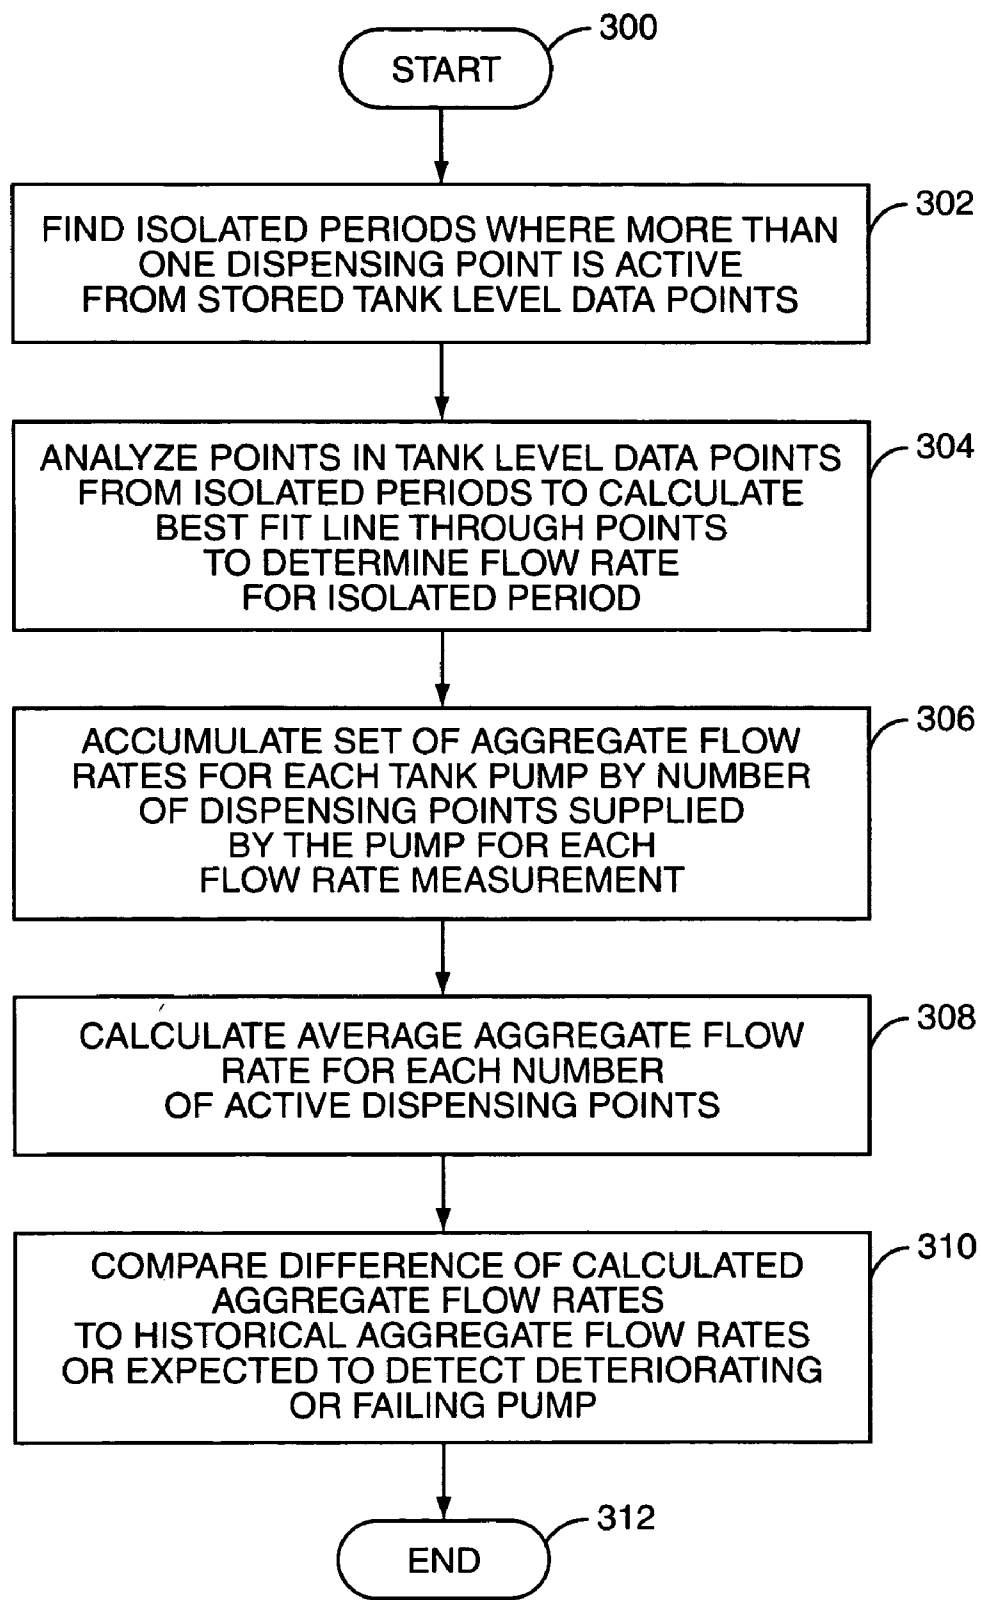 300
START
302
FIND ISOLATED PERIODS WHERE MORE THAN
ONE DISPENSING POINT IS ACTIVE
FROM STORED TANK LEVEL DATA POINTS
304
ANALYZE POINTS IN TANK LEVEL DATA POINTS
FROM ISOLATED PERIODS TO CALCULATE
BEST FIT LINE THROUGH POINTS
TO DETERMINE FLOW RATE
FOR ISOLATED PERIOD
306
ACCUMULATE SET OF AGGREGATE FLOW
RATES FOR EACH TANK PUMP BY NUMBER
OF DISPENSING POINTS SUPPLIED
BY THE PUMP FOR EACH
FLOW RATE MEASUREMENT
308
CALCULATE AVERAGE AGGREGATE FLOW
RATE FOR EACH NUMBER
OF ACTIVE DISPENSING POINTS
310
COMPARE DIFFERENCE OF CALCULATED
AGGREGATE FLOW RATES
TO HISTORICAL AGGREGATE FLOW RATES
OR EXPECTED TO DETECT DETERIORATING
OR FAILING PUMP
312
END